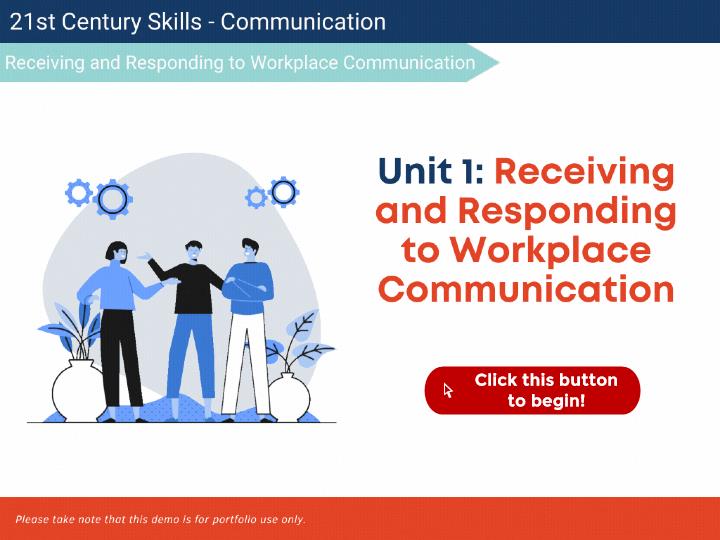 21st Century Skills - Communication
Receiving and Responding to Workplace Communication
Unit 1: Receiving
and Responding
to Workplace
Communication
Click this button
to begin!
Please take note that this demo is for portfolio use only.